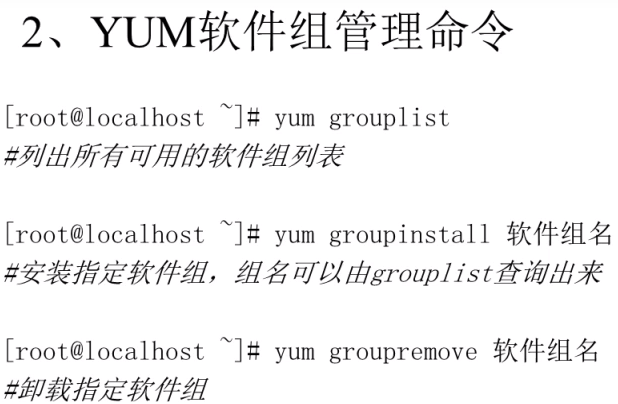 2、YUM软件组管理命令
[root@localhost ~]# yum grouplist
#列出所有可用的软件组列表
[root@localhost ~]# yum groupinstall 软件组名
#安装指定软件组，组名可以由grouplist查询出来
[root@localhost ~]# yum groupremove 软件组名
#卸载指定软件组